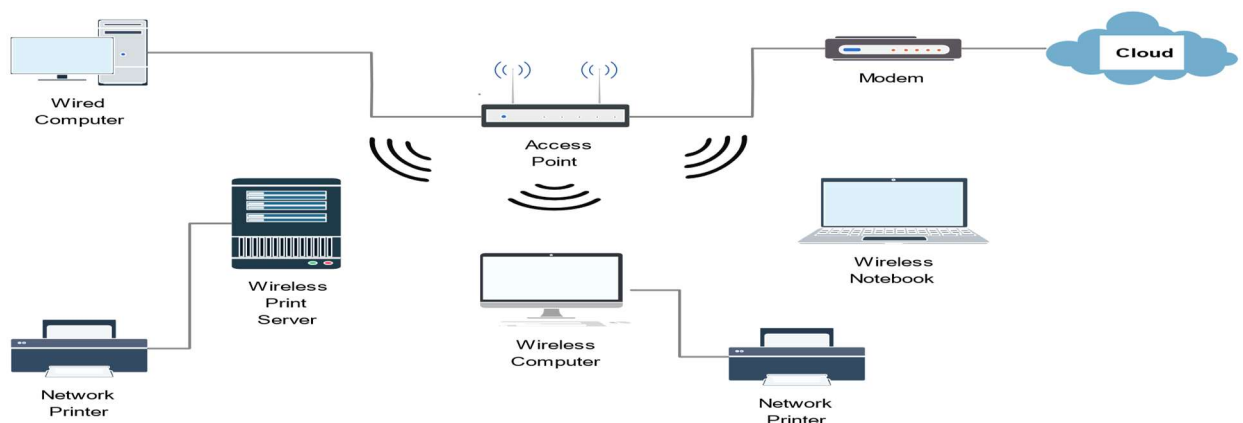 Cloud
Modem
Wired
Computer
Access
Point
Wireless
Notebook
Wireless
Print
Server
Wireless
Computer
Network
Printer
Network
Printer